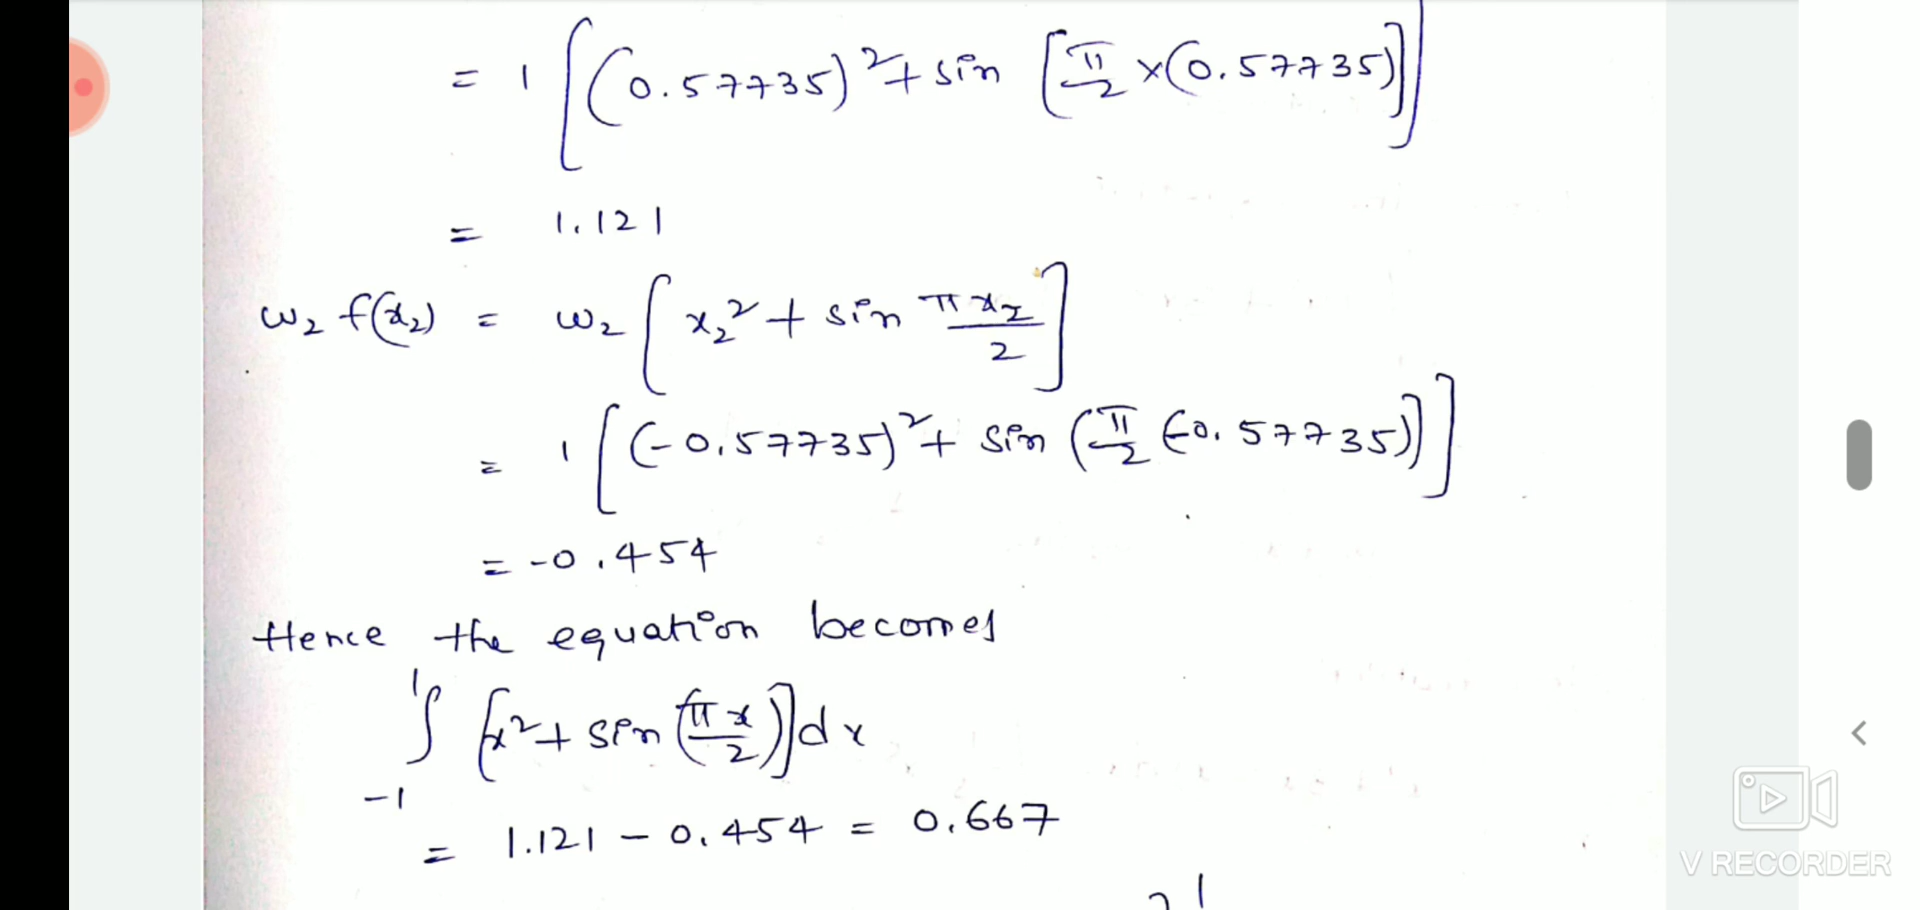 = 1 [(0.57735)² + sin [π/2 ×(0.57735)]]
= 1.121
ω₂ f(x₂) = ω₂ [x₂² + sin πx₂/2]
= 1 [(-0.57735)² + sin (π/2 (-0.57735))]
= -0.454
Hence the equation becomes
∫₋₁¹ [x² + sin (πx/2)] dx
= 1.121 - 0.454 = 0.667
V RECORDER